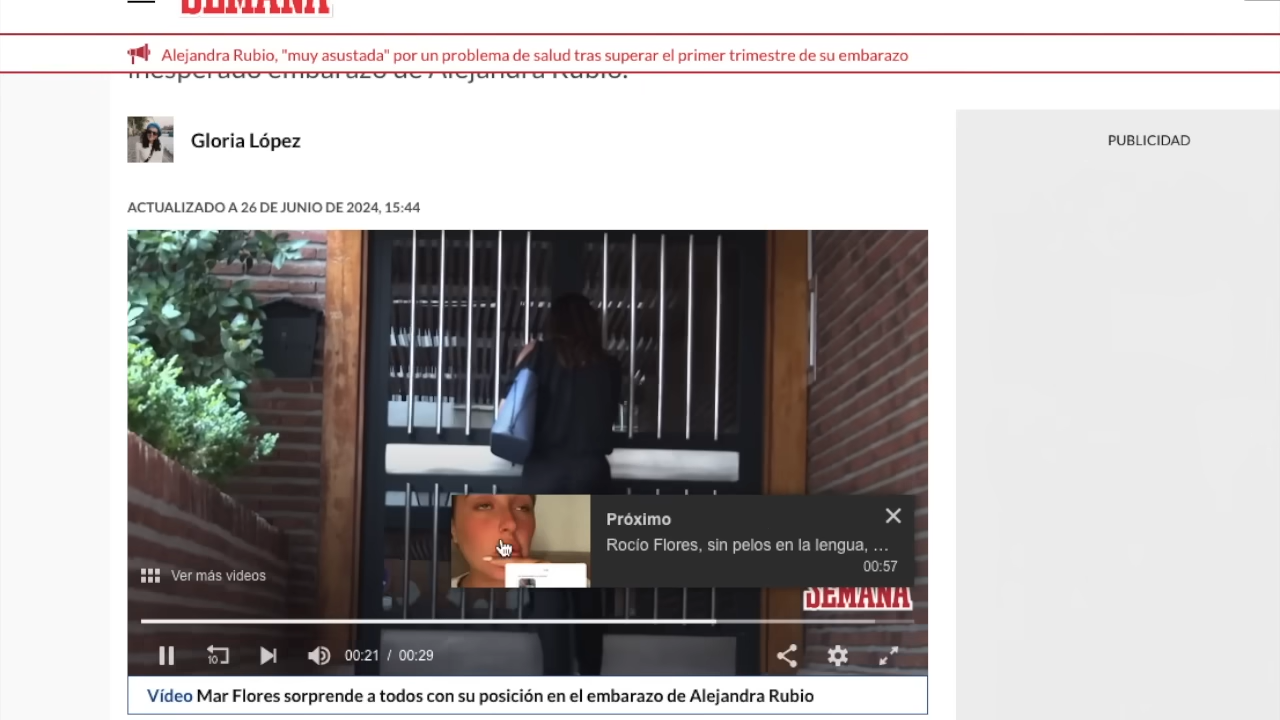 SEMANA
Alejandra Rubio, "muy asustada" por un problema de salud tras superar el primer trimestre de su embarazo
inesperado embarazo de Alejandra Rubio.
Gloria López
PUBLICIDAD
ACTUALIZADO A 26 DE JUNIO DE 2024, 15:44
Próximo
Rocío Flores, sin pelos en la lengua, ...
00:57
Ver más videos
SEMANA
10
00:21 / 00:29
Vídeo Mar Flores sorprende a todos con su posición en el embarazo de Alejandra Rubio